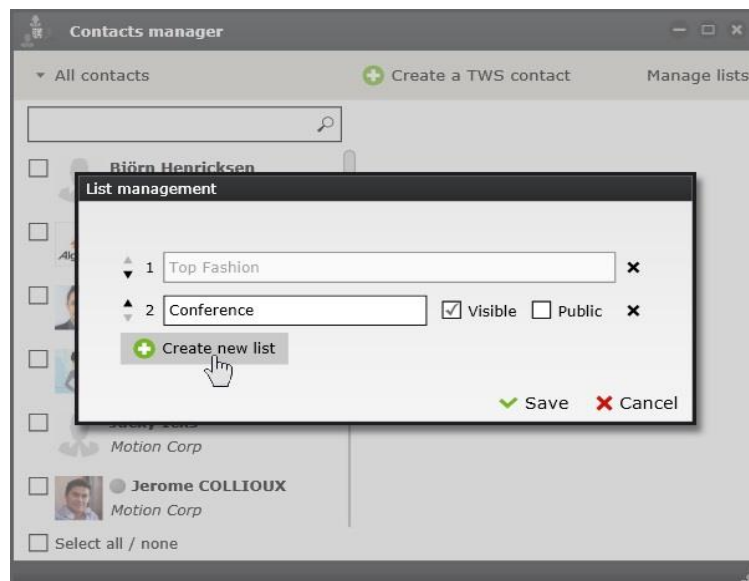 Contacts manager
All contacts
Create a TWS contact
Manage lists
Björn Henricksen
List management
1 Top Fashion
2 Conference Visible Public
Create new list
Save Cancel
Motion Corp
Jerome COLLIOUX
Motion Corp
Select all / none